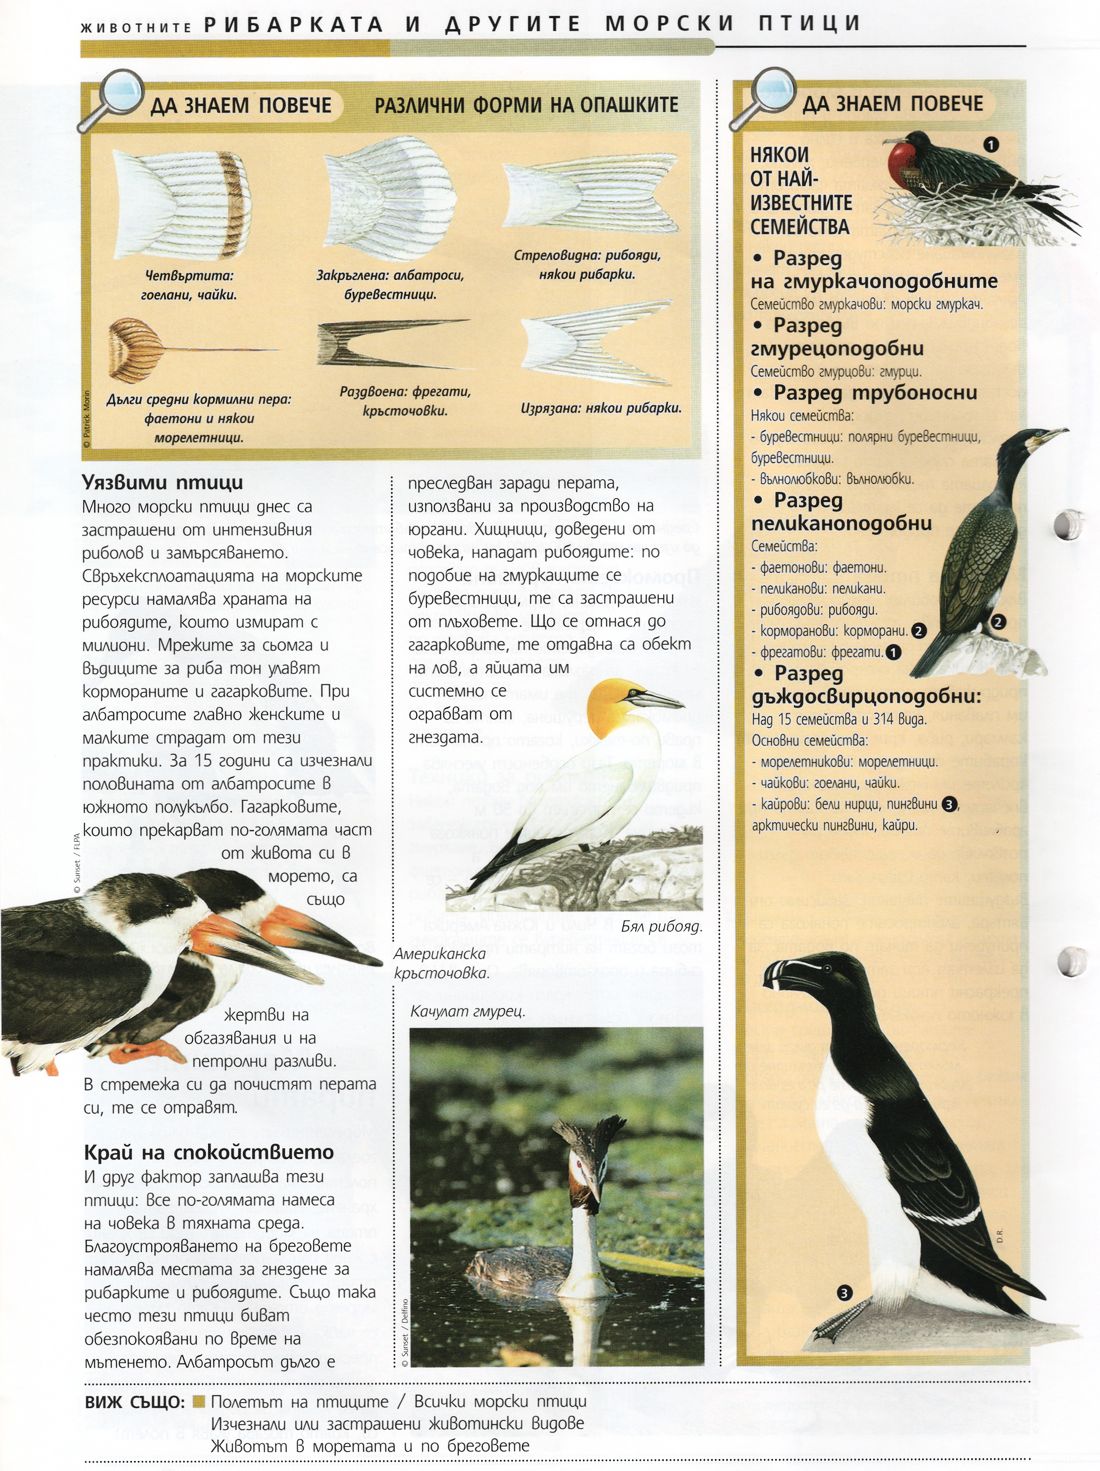 ЖИВОТНИТЕ РИБАРКАТА И ДРУГИТЕ МОРСКИ ПТИЦИ
ДА ЗНАЕМ ПОВЕЧЕ
РАЗЛИЧНИ ФОРМИ НА ОПАШКИТЕ
Четвъртита:
гоелани, чайки.
Закръглена: албатроси,
буревестници.
Стреловидна: рибояди,
някои рибарки.
Дълги средни кормилни пера:
фаетони и някои
морелетници.
Раздвоена: фрегати,
кръсточовки.
Изрязана: някои рибарки.
© Patrick Morin
Уязвими птици
Много морски птици днес са
застрашени от интензивния
риболов и замърсяването.
Свръхексплоатацията на морските
ресурси намалява храната на
рибоядите, които измират с
милиони. Мрежите за сьомга и
въдиците за риба тон улавят
кормораните и гагарковите. При
албатросите главно женските и
малките страдат от тези
практики. За 15 години са изчезнали
половината от албатросите в
южното полукълбо. Гагарковите,
които прекарват по-голямата част
от живота си в
морето, са
също
жертви на
обгазявания и на
петролни разливи.
В стремежа си да почистят перата
си, те се отравят.
© Sunset / FLPA
Край на спокойствието
И друг фактор заплашва тези
птици: все по-голямата намеса
на човека в тяхната среда.
Благоустрояването на бреговете
намалява местата за гнездене за
рибарките и рибоядите. Също така
често тези птици биват
обезпокоявани по време на
мътенето. Албатросът дълго е
преследван заради перата,
използвани за производство на
юргани. Хищници, доведени от
човека, нападат рибоядите: по
подобие на гмуркащите се
буревестници, те са застрашени
от плъховете. Що се отнася до
гагарковите, те отдавна са обект
на лов, а яйцата им
системно се
ограбват от
гнездата.
Бял рибояд.
Американска
кръсточовка.
Качулат гмурец.
© Sunset / Delfino
ДА ЗНАЕМ ПОВЕЧЕ
НЯКОИ
ОТ НАЙ-
ИЗВЕСТНИТЕ
СЕМЕЙСТВА
1
• Разред
на гмуркачоподобните
Семейство гмуркачови: морски гмуркач.
• Разред
гмурецоподобни
Семейство гмурцови: гмурци.
• Разред трубоносни
Някои семейства:
- буревестници: полярни буревестници,
буревестници.
- вълнолюбкови: вълнолюбки.
• Разред
пеликаноподобни
Семейства:
- фаетонови: фаетони.
- пеликанови: пеликани.
- рибоядови: рибояди.
- корморанови: корморани. 2
- фрегатови: фрегати. 1
2
• Разред
дъждосвирцоподобни:
Над 15 семейства и 314 вида.
Основни семейства:
- морелетникови: морелетници.
- чайкови: гоелани, чайки.
- кайрови: бели нирци, пингвини 3,
арктически пингвини, кайри.
3
D.R.
ВИЖ СЪЩО: Полетът на птиците / Всички морски птици
Изчезнали или застрашени животински видове
Животът в моретата и по бреговете